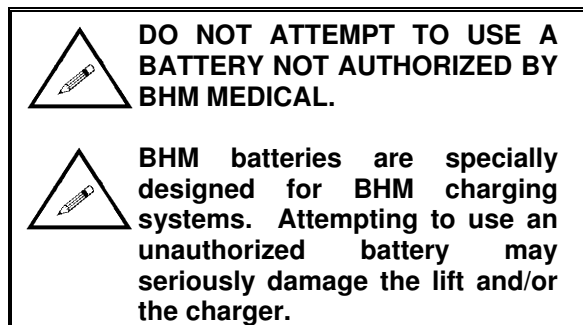 DO NOT ATTEMPT TO USE A
BATTERY NOT AUTHORIZED BY
BHM MEDICAL.
BHM batteries are specially
designed for BHM charging
systems. Attempting to use an
unauthorized battery may
seriously damage the lift and/or
the charger.